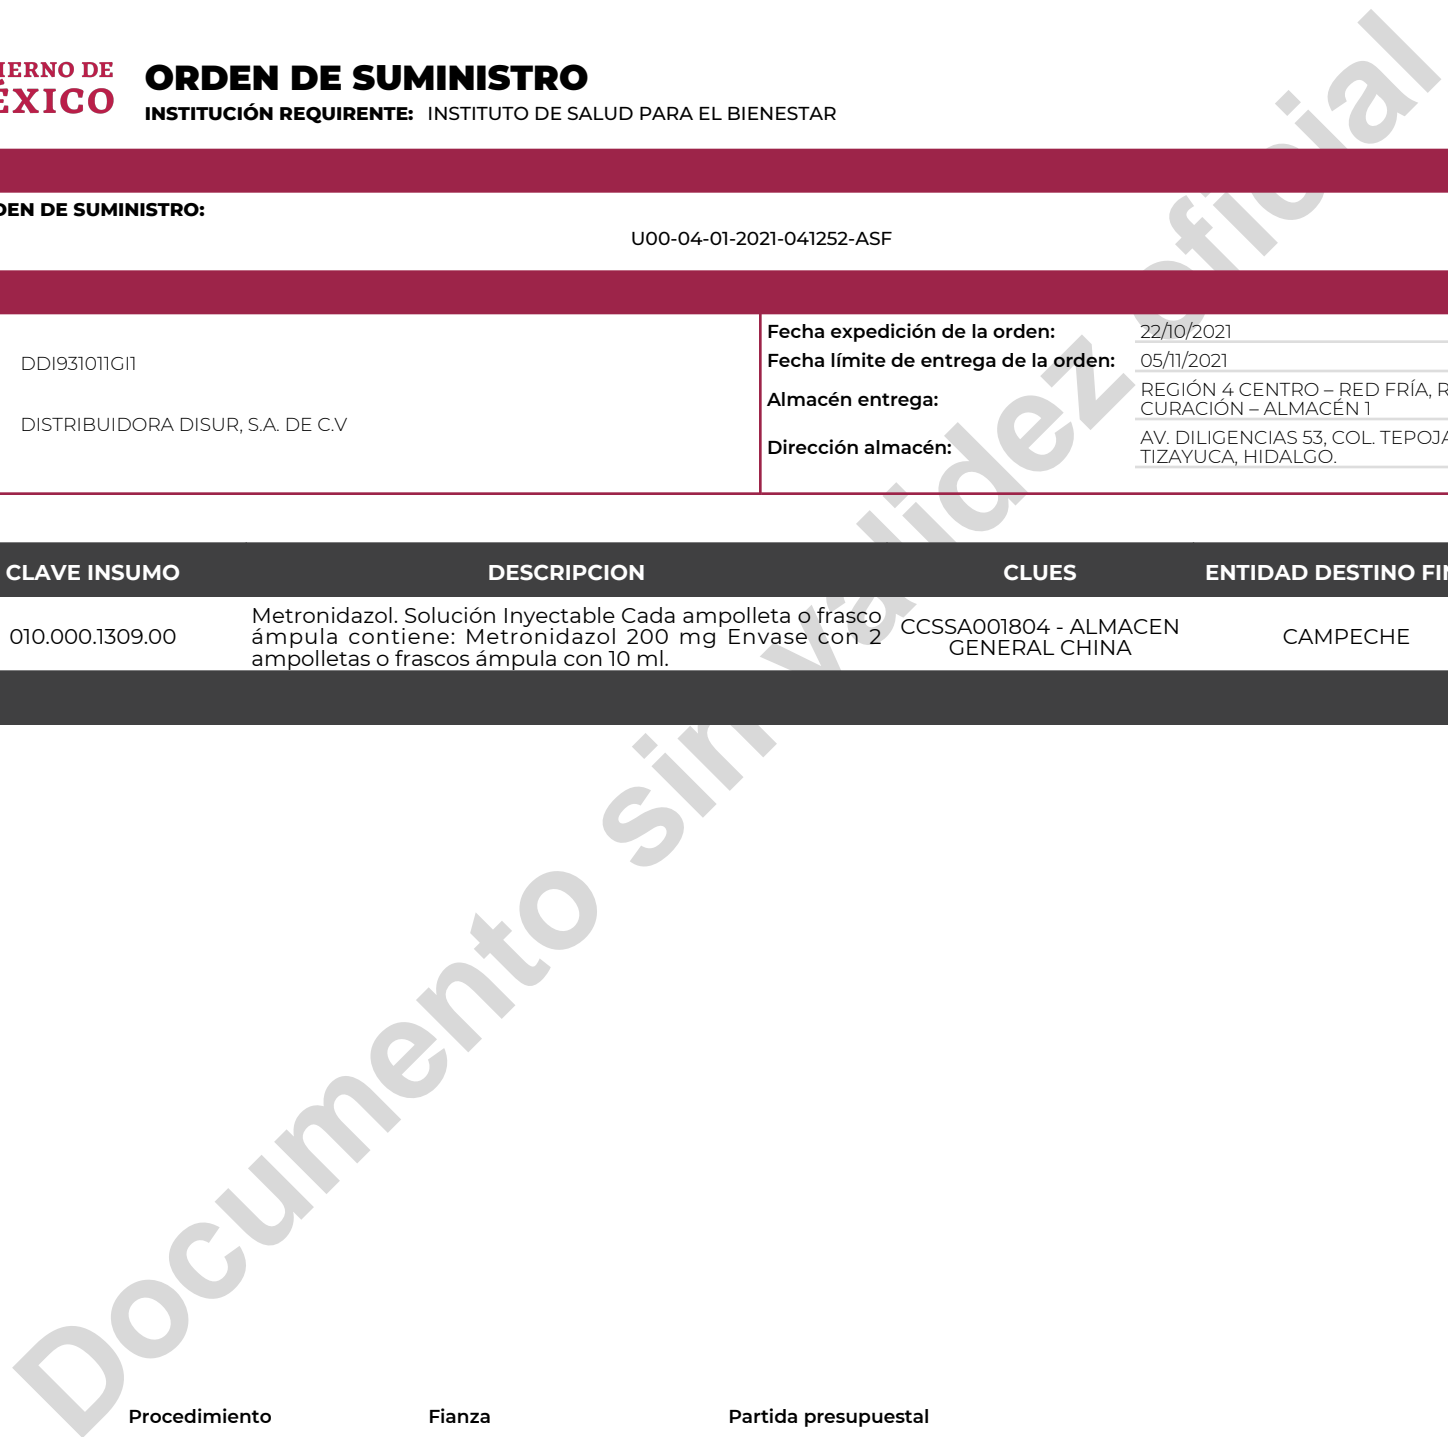 IERNO DE
ÉXICO
ORDEN DE SUMINISTRO
INSTITUCIÓN REQUIRENTE: INSTITUTO DE SALUD PARA EL BIENESTAR
DEN DE SUMINISTRO:
U00-04-01-2021-041252-ASF
DDI931011GI1
DISTRIBUIDORA DISUR, S.A. DE C.V
Fecha expedición de la orden: 22/10/2021
Fecha límite de entrega de la orden: 05/11/2021
Almacén entrega: REGIÓN 4 CENTRO – RED FRÍA, R
CURACIÓN – ALMACÉN 1
Dirección almacén: AV. DILIGENCIAS 53, COL. TEPOJA
TIZAYUCA, HIDALGO.
CLAVE INSUMO DESCRIPCION CLUES ENTIDAD DESTINO FIN
010.000.1309.00
Metronidazol. Solución Inyectable Cada ampolleta o frasco
ámpula contiene: Metronidazol 200 mg Envase con 2
ampolletas o frascos ámpula con 10 ml.
CCSSA001804 - ALMACEN
GENERAL CHINA
CAMPECHE
Documento sin validez oficial
Procedimiento Fianza Partida presupuestal